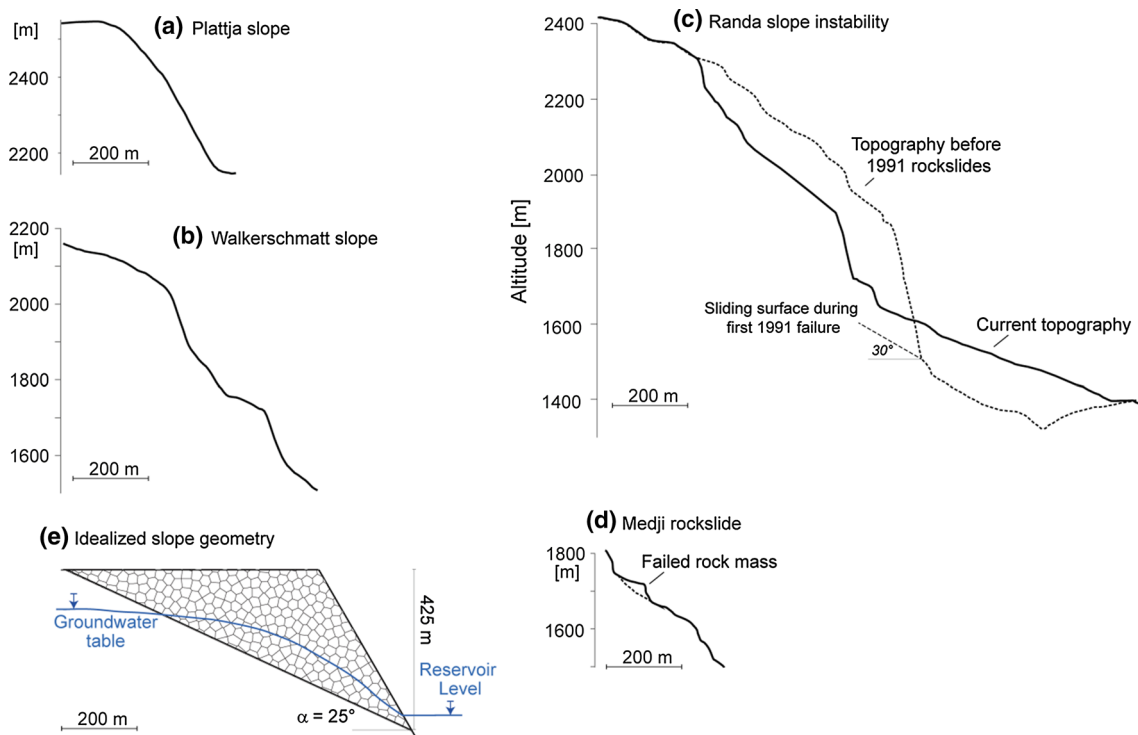 (a) Plattja slope
[m]
2400
2200
200 m
(b) Walkerschmatt slope
2200
[m]
2000
1800
1600
200 m
(c) Randa slope instability
2400
2200
2000
1800
1600
1400
Altitude [m]
Topography before
1991 rockslides
Sliding surface during
first 1991 failure
30°
Current topography
200 m
(d) Medji rockslide
1800
[m]
1600
Failed rock mass
200 m
(e) Idealized slope geometry
Groundwater
table
425 m
Reservoir
Level
α = 25°
200 m